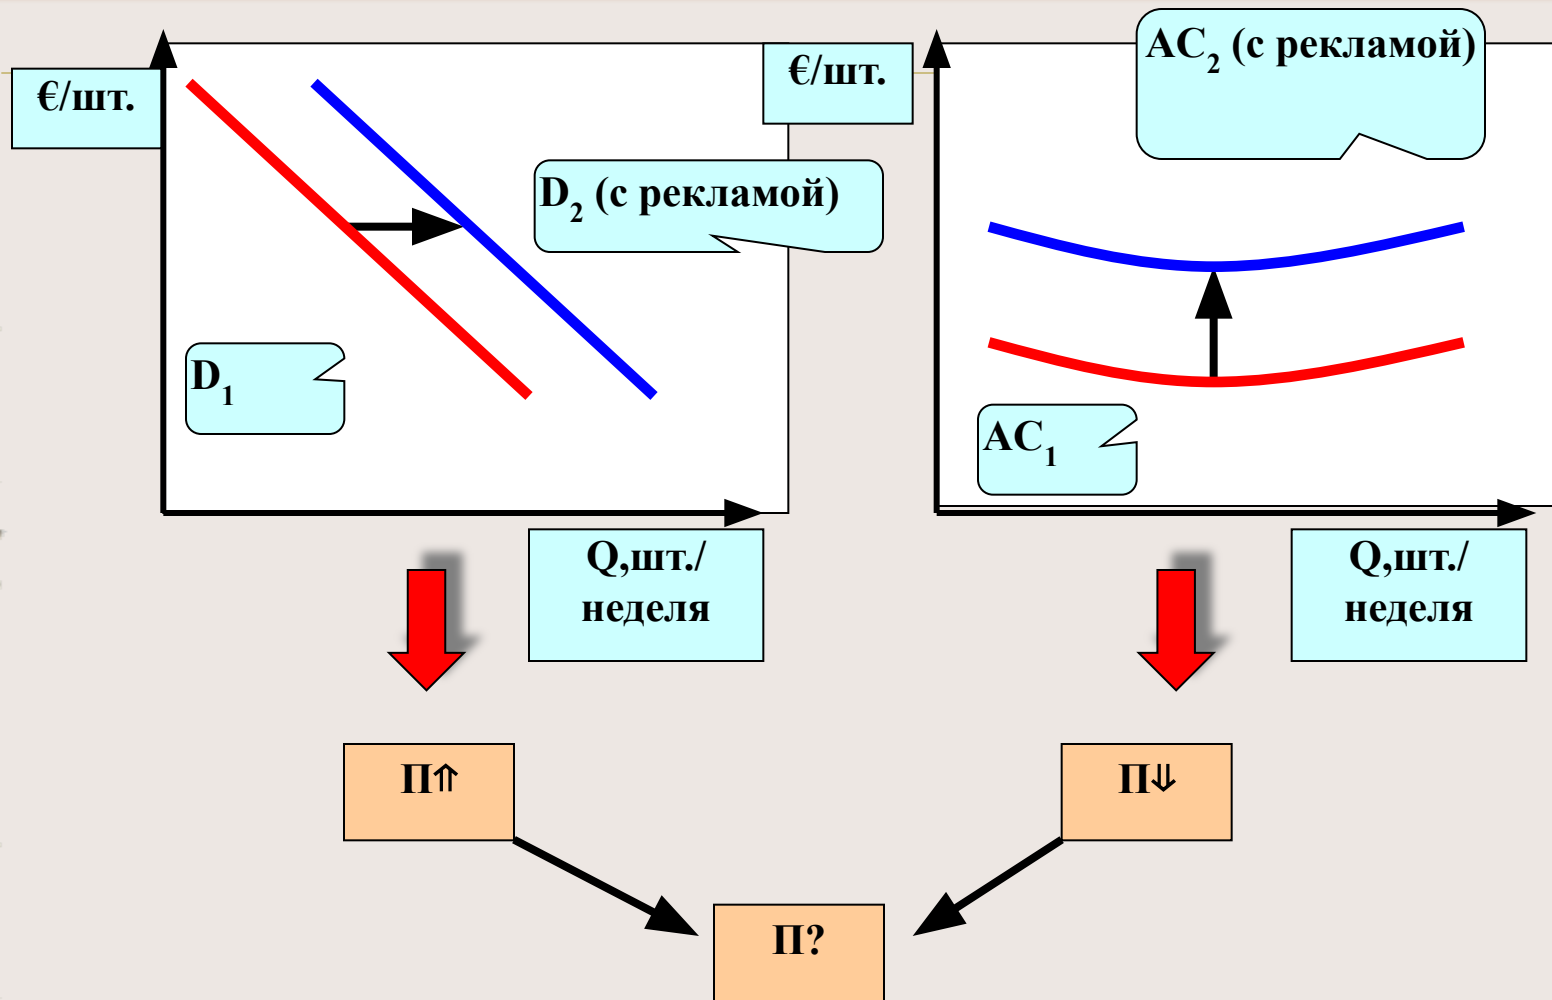 €/шт.
D₂ (с рекламой)
D₁
Q,шт./
неделя
€/шт.
AC₂ (с рекламой)
AC₁
Q,шт./
неделя
П⇑
П⇓
П?